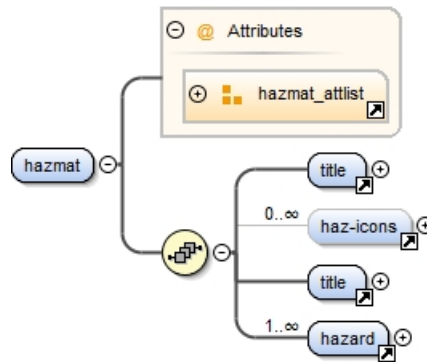 @ Attributes
hazmat_attlist
hazmat
title
0..∞
haz-icons
title
1..∞
hazard